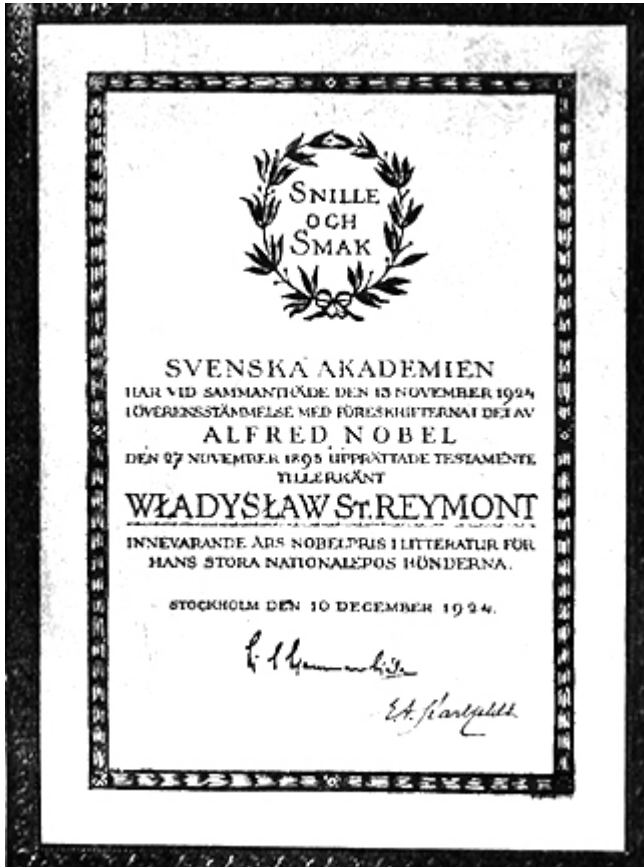 SNILLE
OCH
SMAK
SVENSKA AKADEMIEN
HAR VID SAMMANTRÄDE DEN 13 NOVEMBER 1924
I ÖVERENSSTÄMMELSE MED FÖRESKRIFTERNA I DET AV
ALFRED NOBEL
DEN 27 NOVEMBER 1895 UPPRÄTTADE TESTAMENTE
TILLERKÄNT
WŁADYSŁAW ST. REYMONT
INNEVARANDE ÅRS NOBELPRIS I LITTERATUR FÖR
HANS STORA NATIONALEPOS BÖNDERNA.
STOCKHOLM DEN 10 DECEMBER 1924.
E.A. Karlfeldt